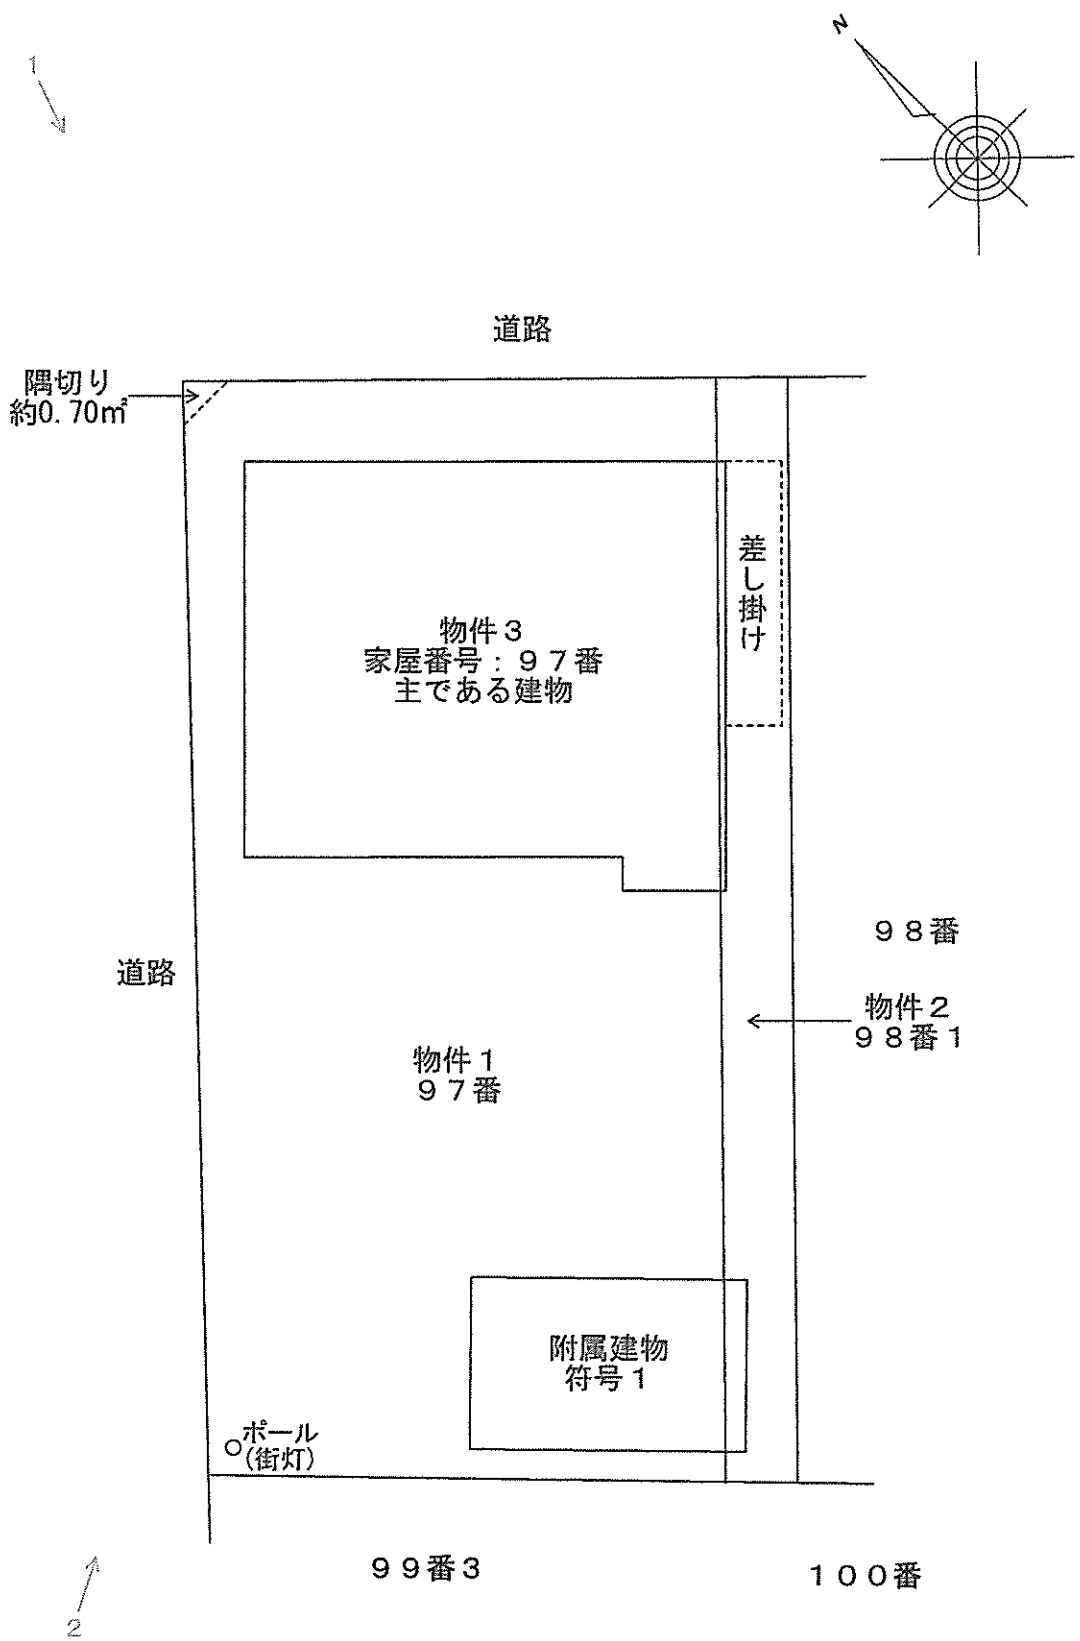 N
1
道路
隅切り
約0.70㎡
差し掛け
物件３
家屋番号：９７番
主である建物
９８番
道路
物件２
９８番１
物件１
９７番
附属建物
符号１
ポール
(街灯)
９９番３
１００番
2